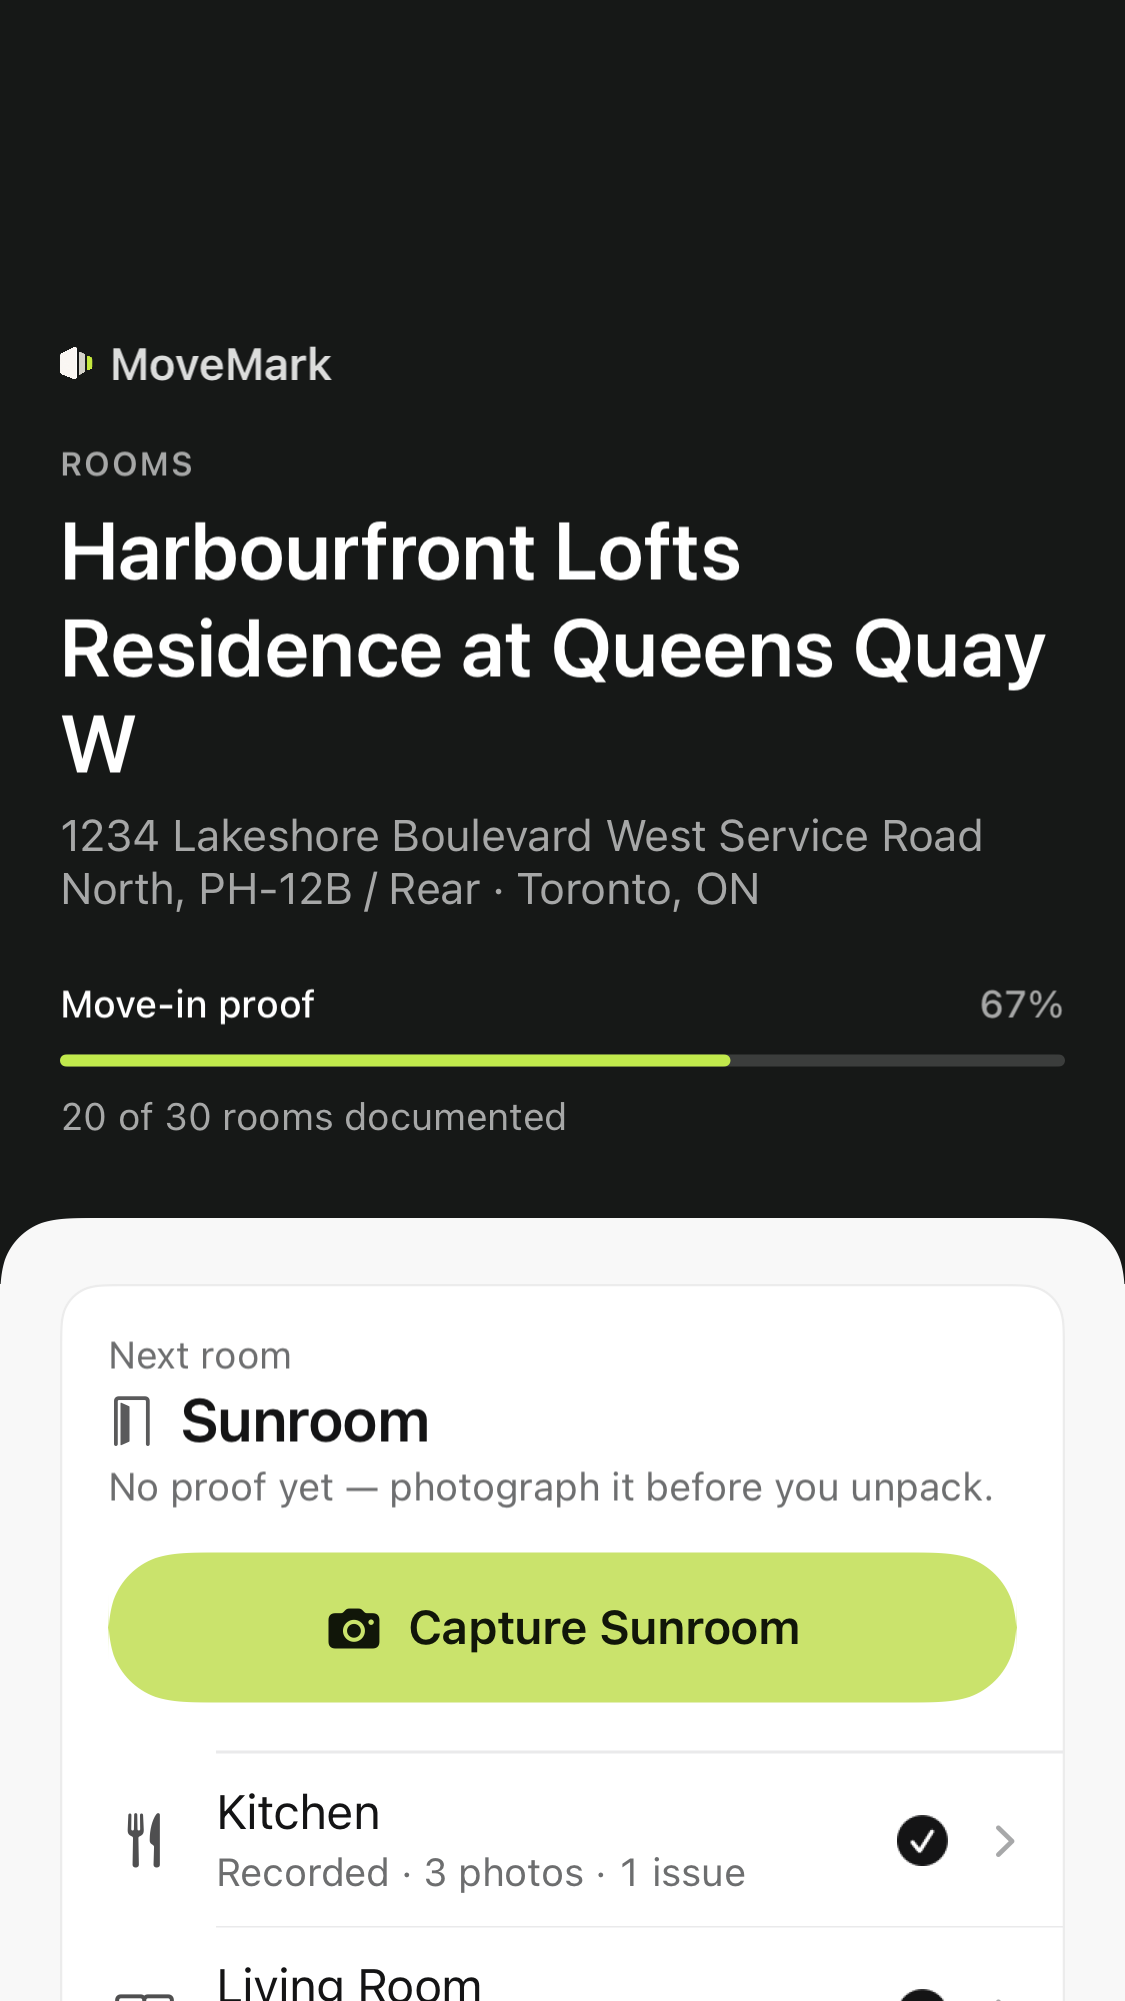 MoveMark
ROOMS
Harbourfront Lofts
Residence at Queens Quay
W
1234 Lakeshore Boulevard West Service Road
North, PH-12B / Rear · Toronto, ON
Move-in proof 67%
20 of 30 rooms documented
Next room
Sunroom
No proof yet — photograph it before you unpack.
Capture Sunroom
Kitchen
Recorded · 3 photos · 1 issue
Living Room